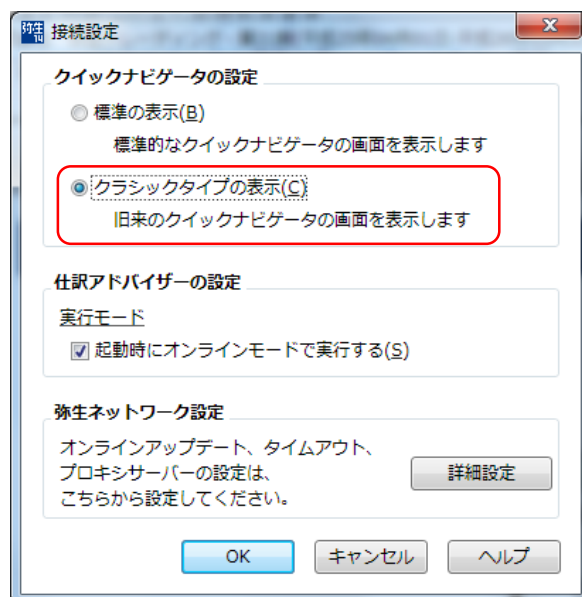 弥生 接続設定
クイックナビゲータの設定
標準の表示(B)
標準的なクイックナビゲータの画面を表示します
クラシックタイプの表示(C)
旧来のクイックナビゲータの画面を表示します
仕訳アドバイザーの設定
実行モード
起動時にオンラインモードで実行する(S)
弥生ネットワーク設定
オンラインアップデート、タイムアウト、
プロキシサーバーの設定は、
こちらから設定してください。
詳細設定
OK キャンセル ヘルプ